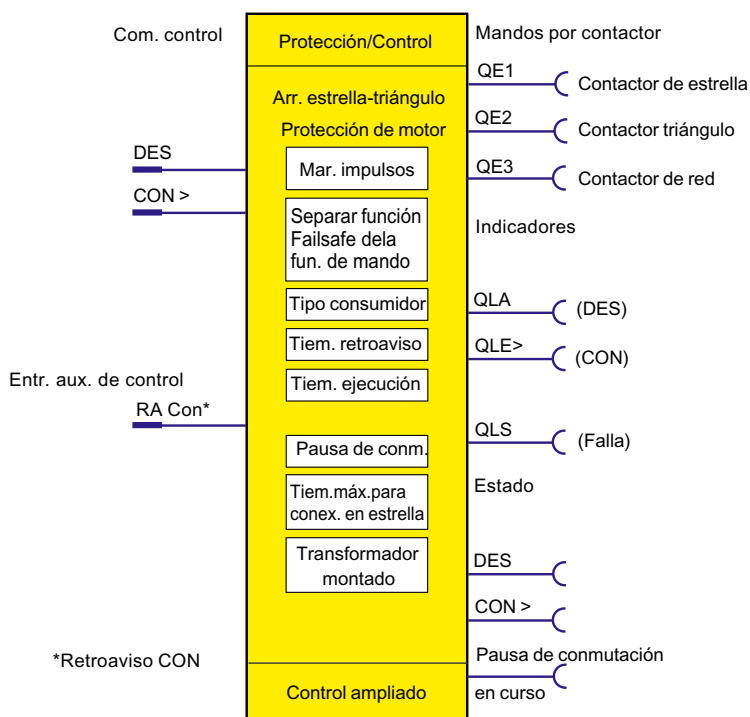 Com. control
Protección/Control
Mandos por contactor
QE1
Contactor de estrella
Arr. estrella-triángulo
QE2
Contactor triángulo
Protección de motor
DES
Mar. impulsos
QE3
Contactor de red
CON >
Separar función
Failsafe dela
fun. de mando
Indicadores
Tipo consumidor
QLA
(DES)
Tiem. retroaviso
QLE>
(CON)
Entr. aux. de control
Tiem. ejecución
RA Con*
QLS
(Falla)
Pausa de conm.
Tiem.máx.para
conex. en estrella
Estado
Transformador
montado
DES
CON >
*Retroaviso CON
Pausa de conmutación
en curso
Control ampliado